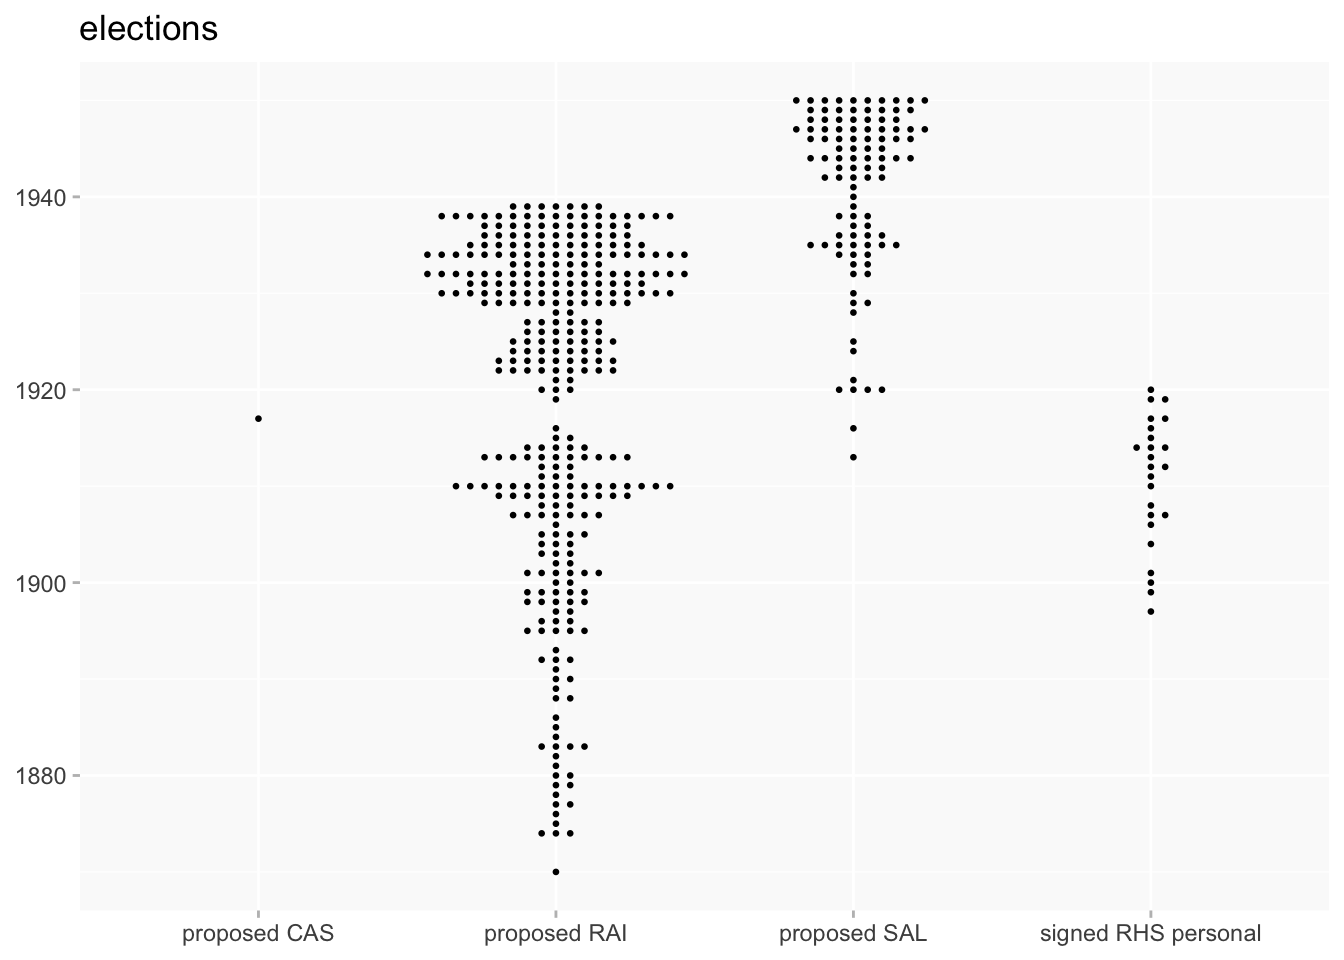 elections
1940
1920
1900
1880
proposed CAS
proposed RAI
proposed SAL
signed RHS personal